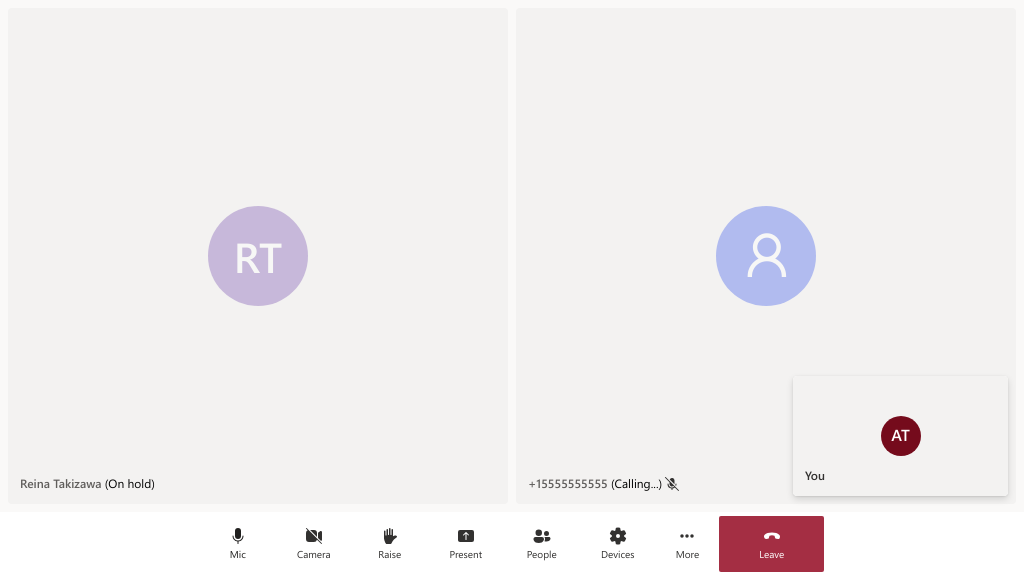 RT
AT
You
Reina Takizawa (On hold)
+15555555555 (Calling...)
Mic
Camera
Raise
Present
People
Devices
More
Leave